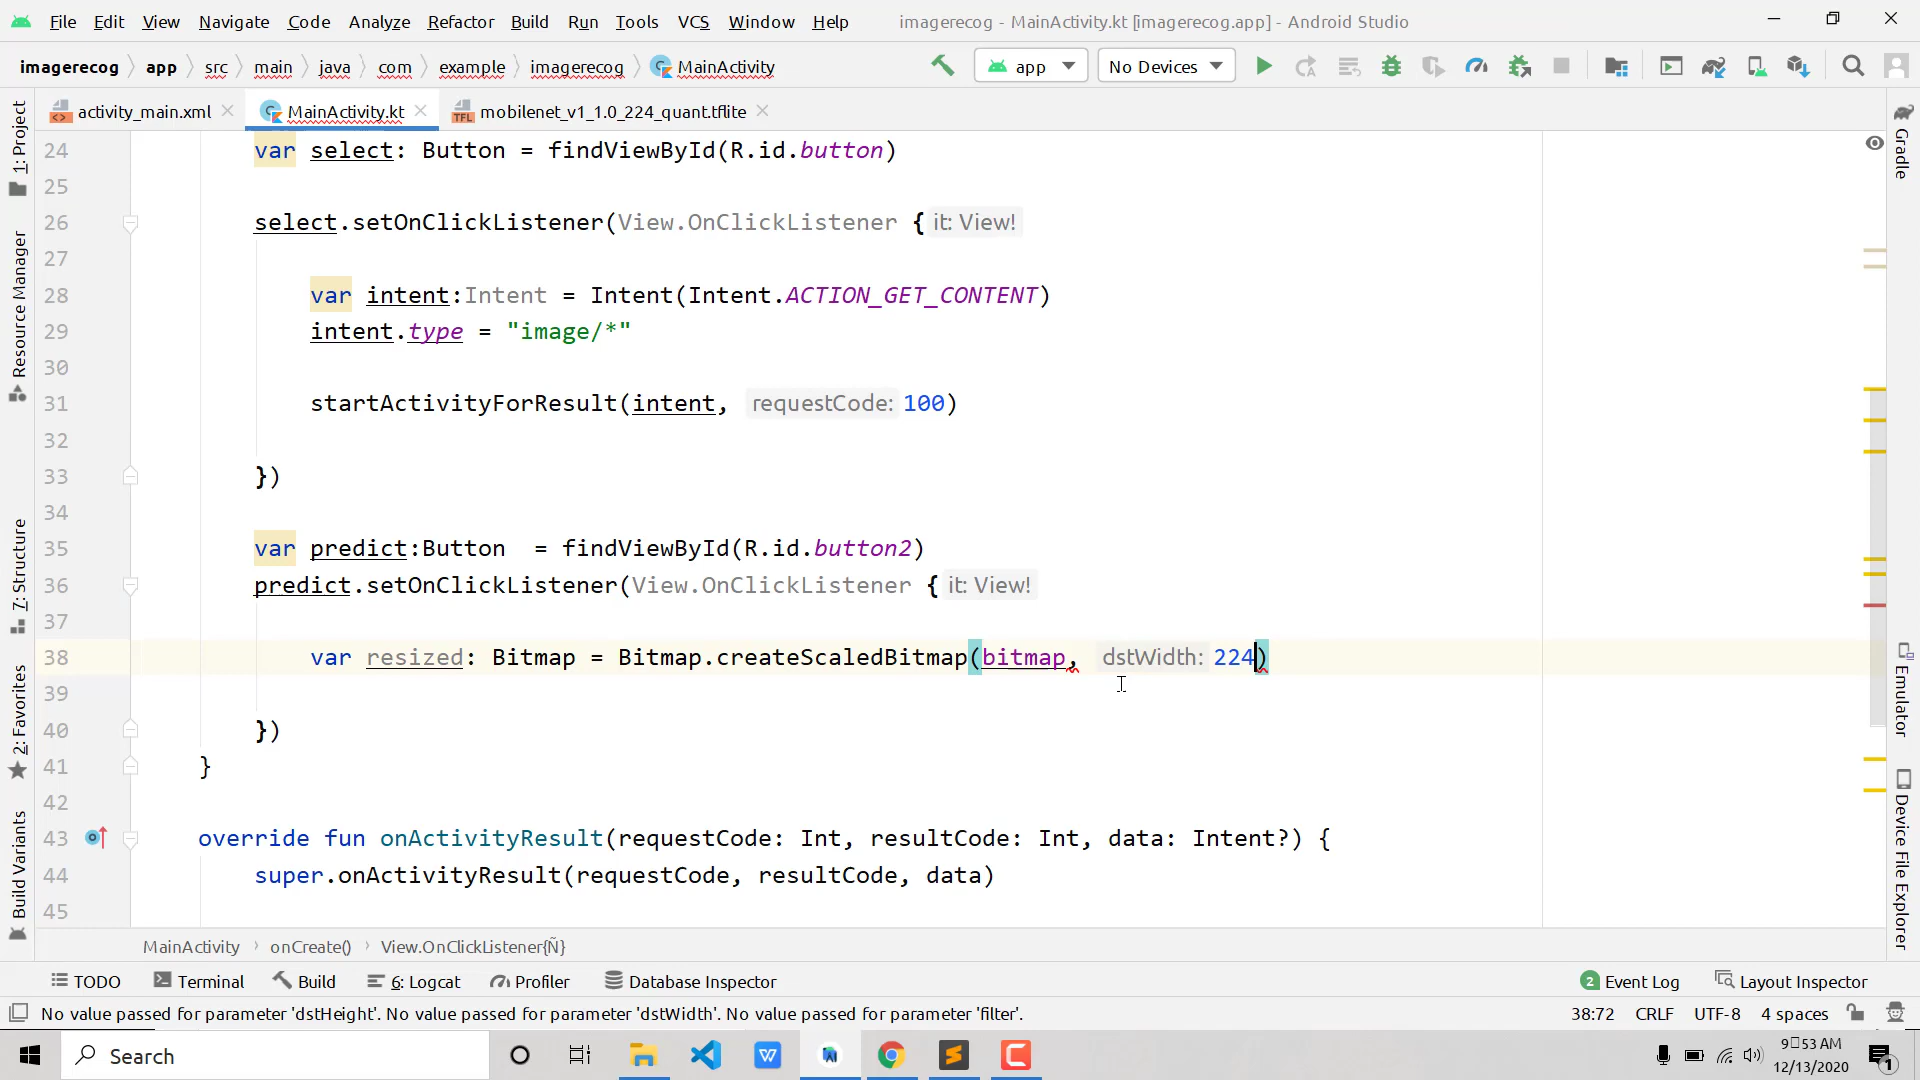 File Edit View Navigate Code Analyze Refactor Build Run Tools VCS Window Help imagerecog - MainActivity.kt [imagerecog.app] - Android Studio
imagerecog app src main java com example imagerecog MainActivity app No Devices
activity_main.xml MainActivity.kt mobilenet_v1_1.0_224_quant.tflite
1: Project
Resource Manager
7: Structure
2: Favorites
Build Variants
24 var select: Button = findViewById(R.id.button)
25
26 select.setOnClickListener(View.OnClickListener { it: View!
27
28 var intent:Intent = Intent(Intent.ACTION_GET_CONTENT)
29 intent.type = "image/*"
30
31 startActivityForResult(intent, requestCode: 100)
32
33 })
34
35 var predict:Button  = findViewById(R.id.button2)
36 predict.setOnClickListener(View.OnClickListener { it: View!
37
38 var resized: Bitmap = Bitmap.createScaledBitmap(bitmap, dstWidth: 224)
39
40 })
41 }
42
43 override fun onActivityResult(requestCode: Int, resultCode: Int, data: Intent?) {
44 super.onActivityResult(requestCode, resultCode, data)
45
Gradle
Emulator
Device File Explorer
MainActivity onCreate() View.OnClickListener{Ñ}
TODO Terminal Build 6: Logcat Profiler Database Inspector 2 Event Log Layout Inspector
No value passed for parameter 'dstHeight'. No value passed for parameter 'dstWidth'. No value passed for parameter 'filter'. 38:72 CRLF UTF-8 4 spaces
Search
9:53 AM
12/13/2020
1